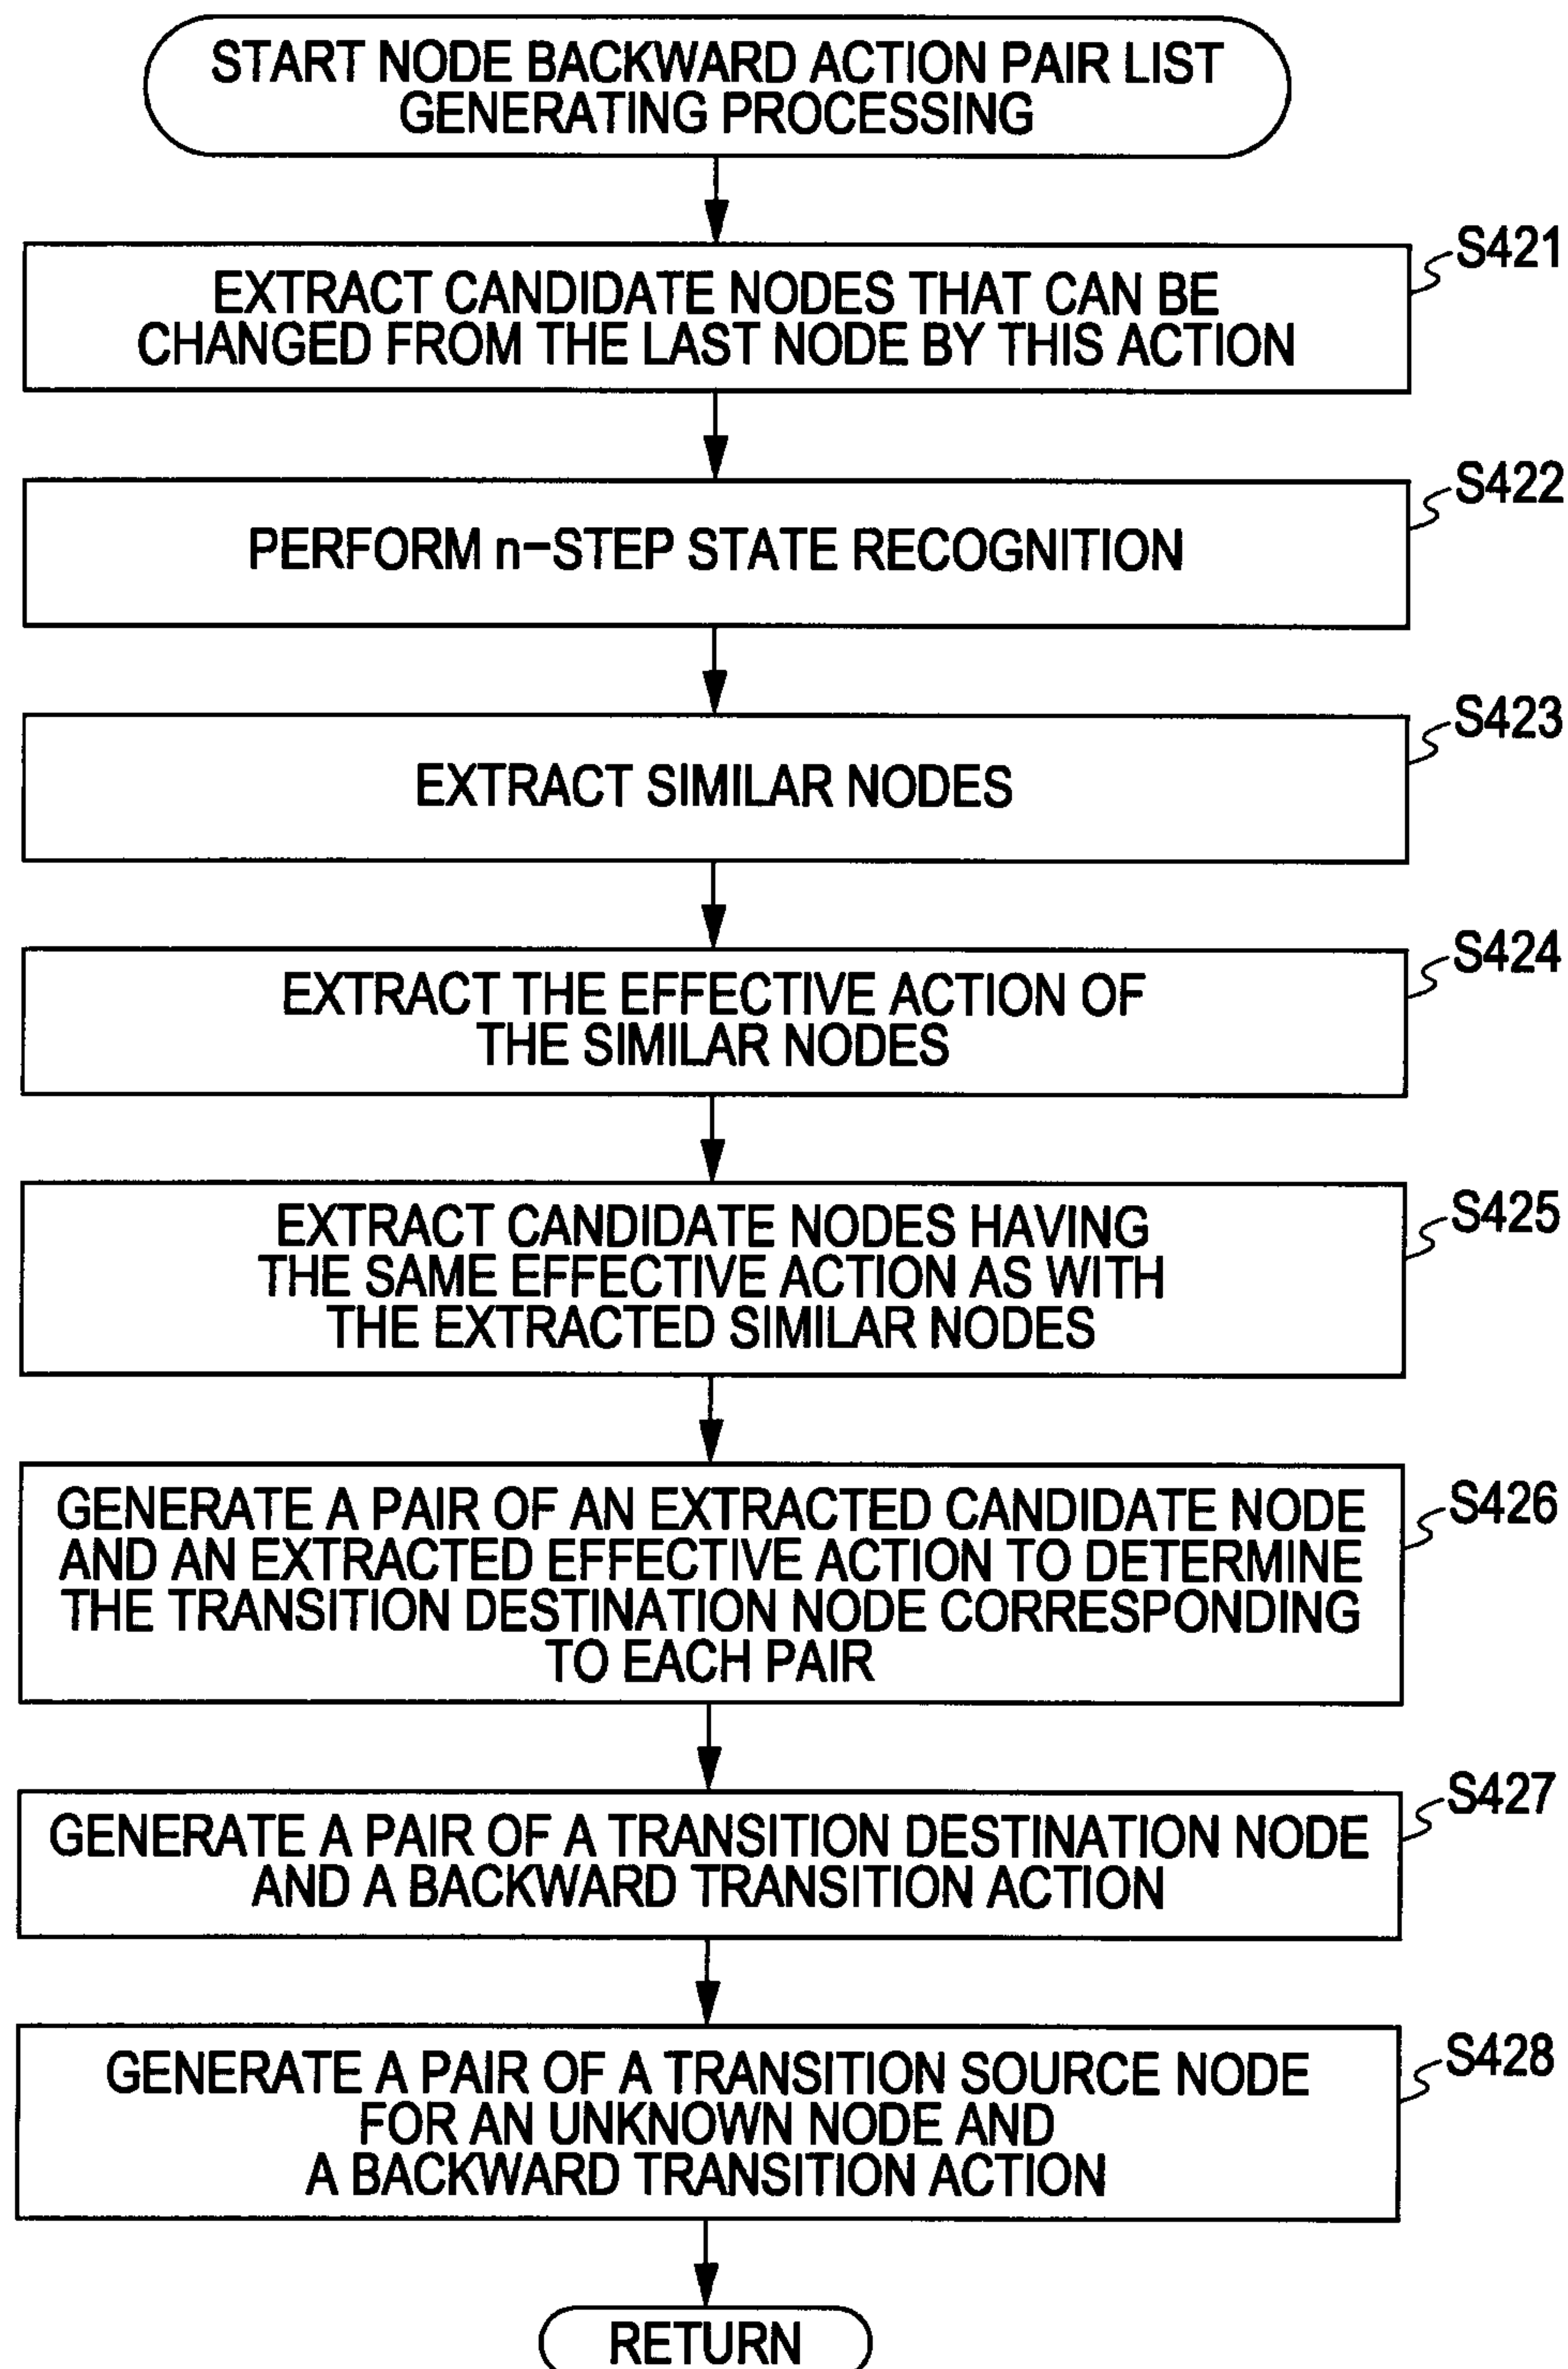 START NODE BACKWARD ACTION PAIR LIST
GENERATING PROCESSING
S421
EXTRACT CANDIDATE NODES THAT CAN BE
CHANGED FROM THE LAST NODE BY THIS ACTION
S422
PERFORM n-STEP STATE RECOGNITION
S423
EXTRACT SIMILAR NODES
S424
EXTRACT THE EFFECTIVE ACTION OF
THE SIMILAR NODES
S425
EXTRACT CANDIDATE NODES HAVING
THE SAME EFFECTIVE ACTION AS WITH
THE EXTRACTED SIMILAR NODES
S426
GENERATE A PAIR OF AN EXTRACTED CANDIDATE NODE
AND AN EXTRACTED EFFECTIVE ACTION TO DETERMINE
THE TRANSITION DESTINATION NODE CORRESPONDING
TO EACH PAIR
S427
GENERATE A PAIR OF A TRANSITION DESTINATION NODE
AND A BACKWARD TRANSITION ACTION
S428
GENERATE A PAIR OF A TRANSITION SOURCE NODE
FOR AN UNKNOWN NODE AND
A BACKWARD TRANSITION ACTION
RETURN